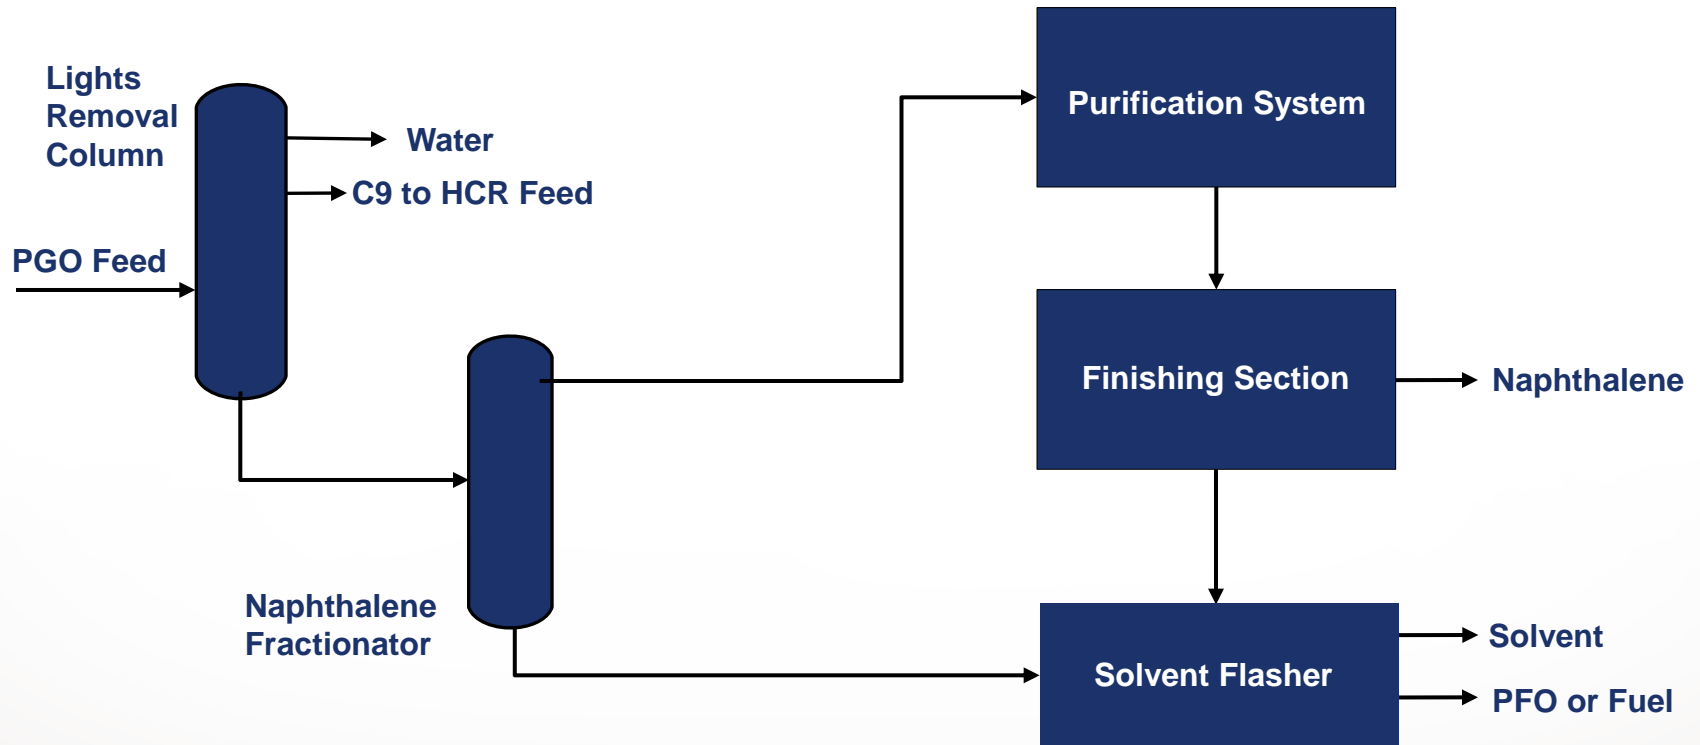 Lights
Removal
Column
Water
C9 to HCR Feed
PGO Feed
Naphthalene
Fractionator
Purification System
Finishing Section
Naphthalene
Solvent Flasher
Solvent
PFO or Fuel